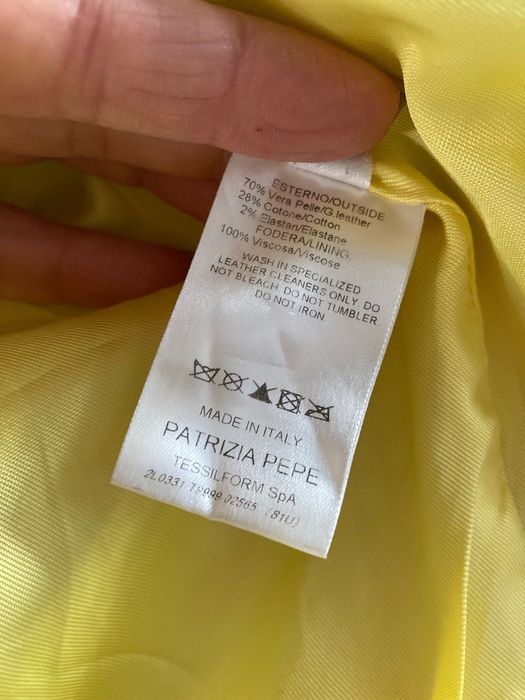 ESTERNO/OUTSIDE
70% Vera Pelle/G.leather
28% Cotone/Cotton
2% Elastan/Elastane
FODERA/LINING
100% Viscosa/Viscose
WASH IN SPECIALIZED
LEATHER CLEANERS ONLY. DO
NOT BLEACH. DO NOT TUMBLER
DO NOT IRON.
MADE IN ITALY
PATRIZIA PEPE
TESSILFORM SpA
2L0331 79999.02565 (81U)